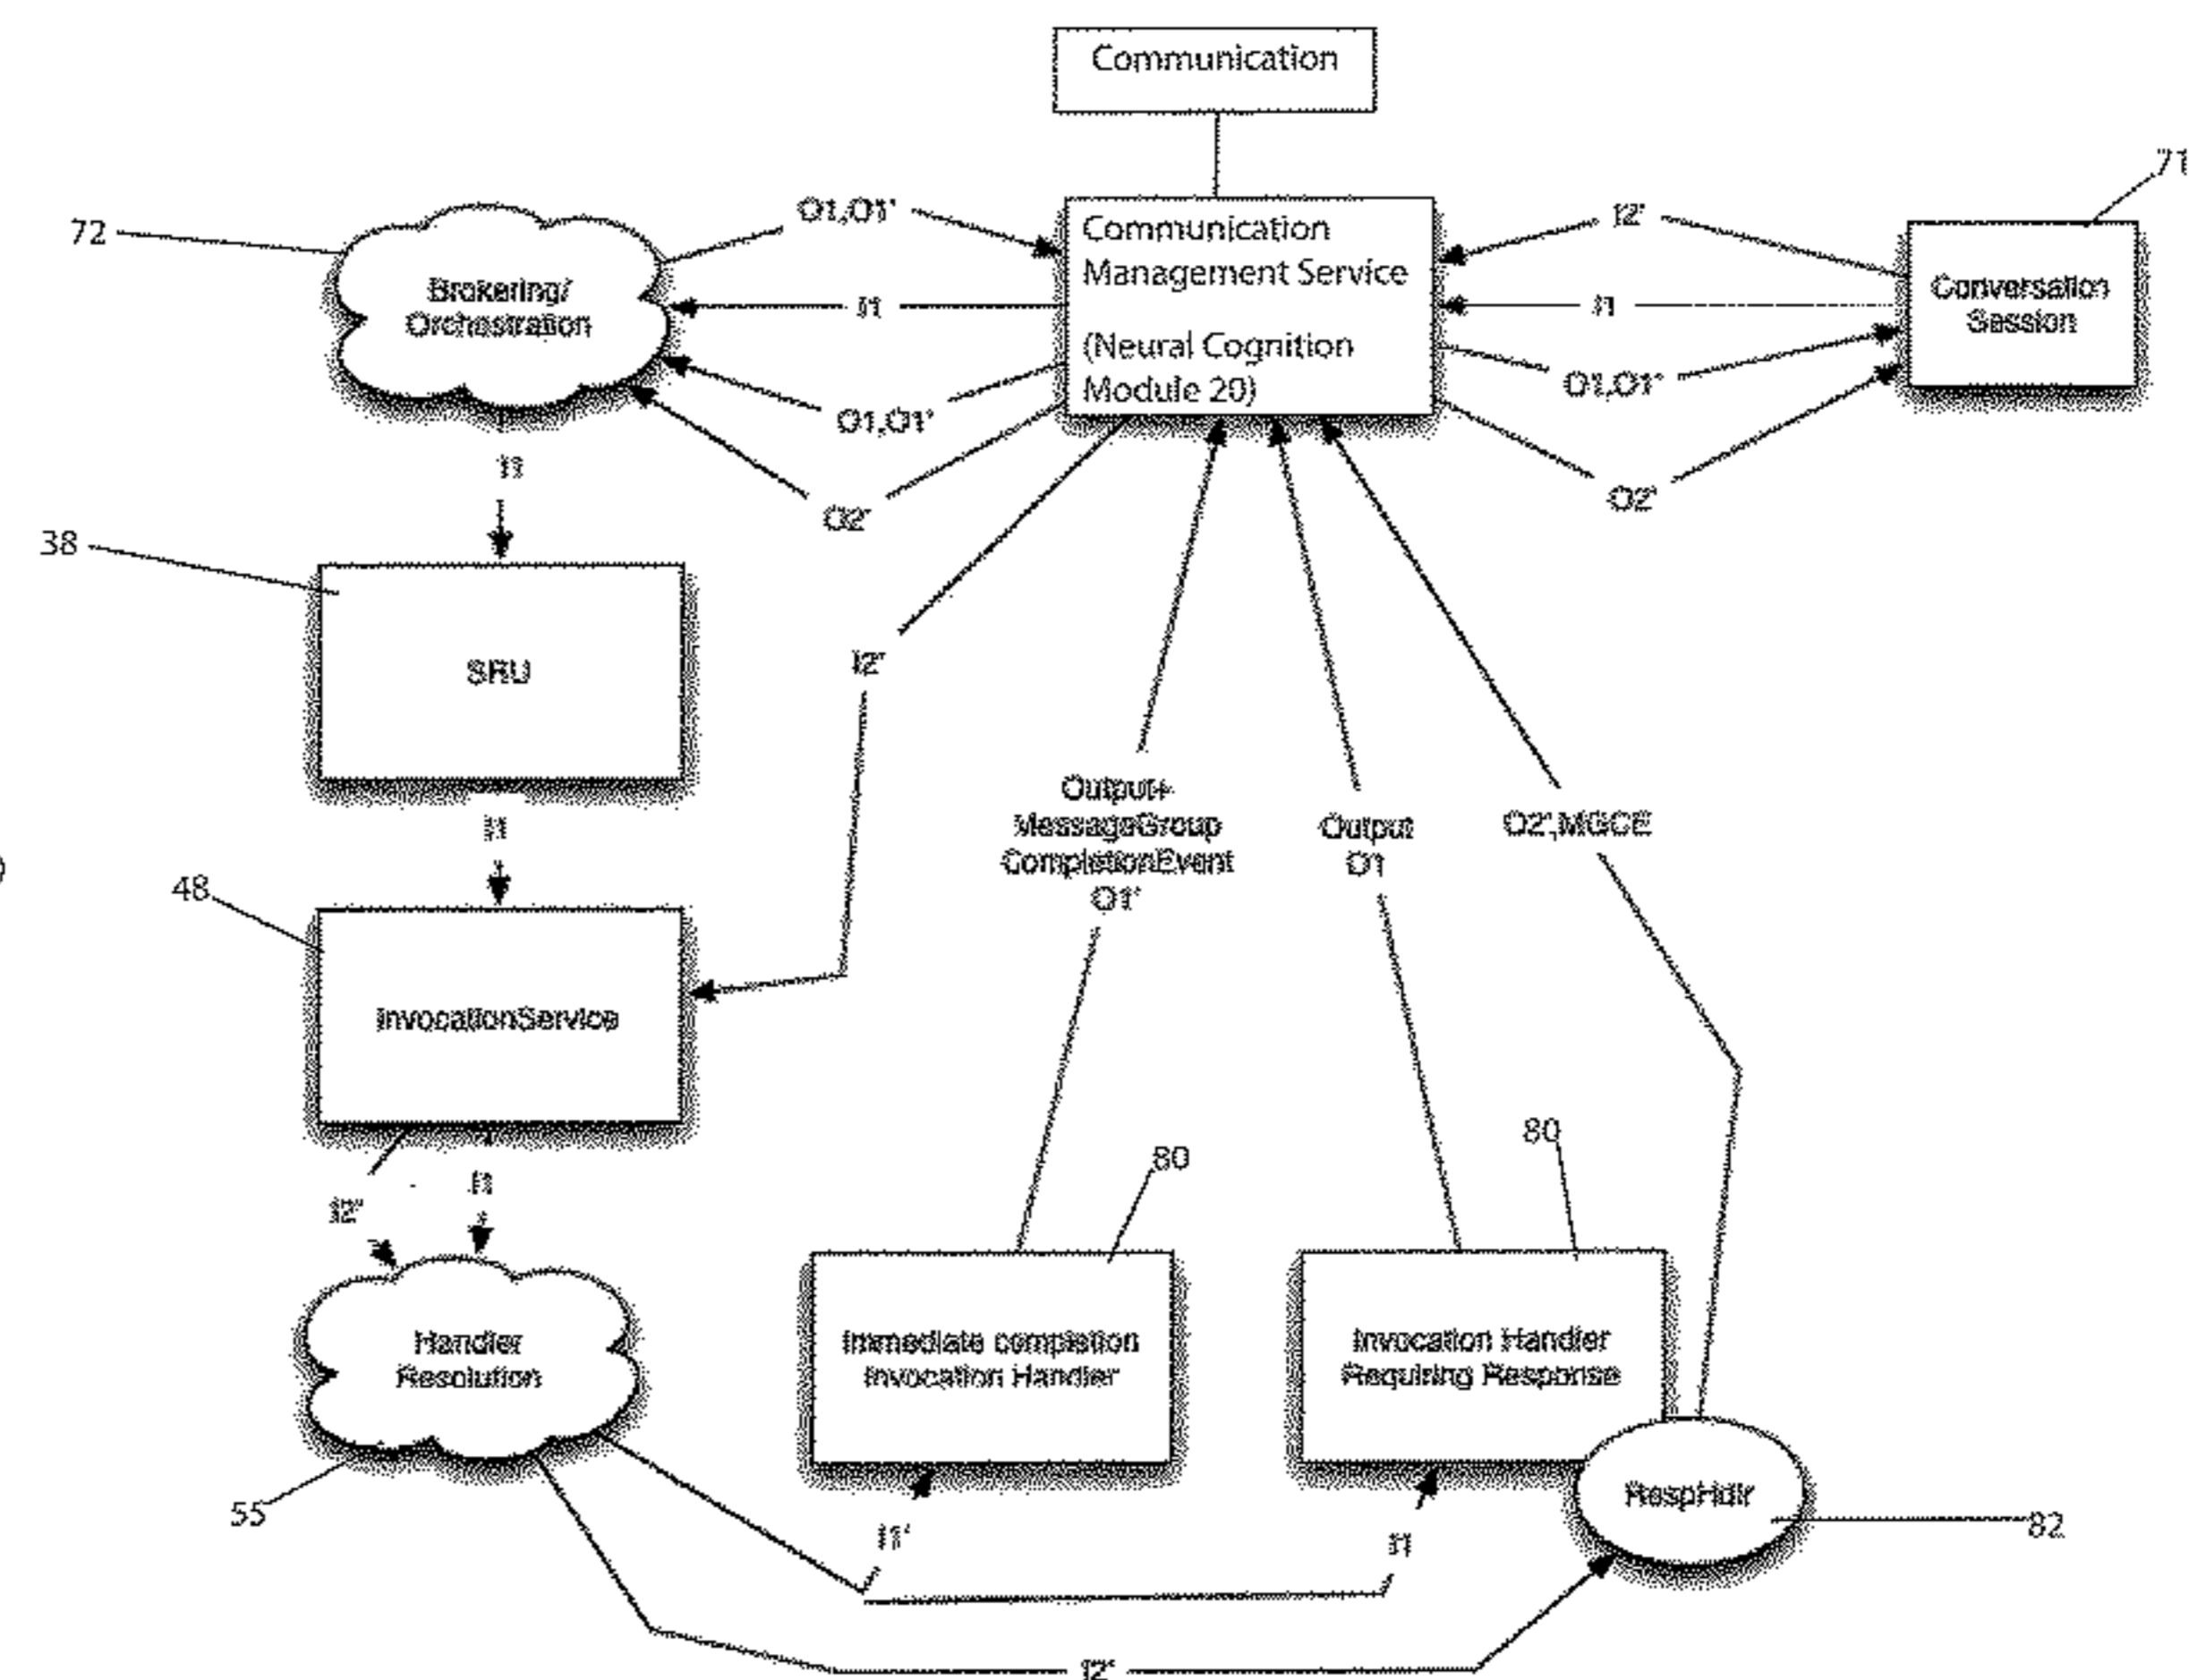 Communication
71
72
O1,O1'
Communication
Management Service
(Neural Cognition
Module 20)
I2'
Brokering/
Orchestration
I1
I1
Conversation
Session
O1,O1'
O1,O1'
O2'
O2'
I1
38
SRU
I2'
I1
Output+
MessageGroup
CompletionEvent
O1'
Output
O1
O2',MGCE
48
InvocationService
I2'
I1
80
80
Handler
Resolution
Immediate completion
Invocation Handler
Invocation Handler
Requiring Response
55
I1'
I1
RespHdlr
82
I2'